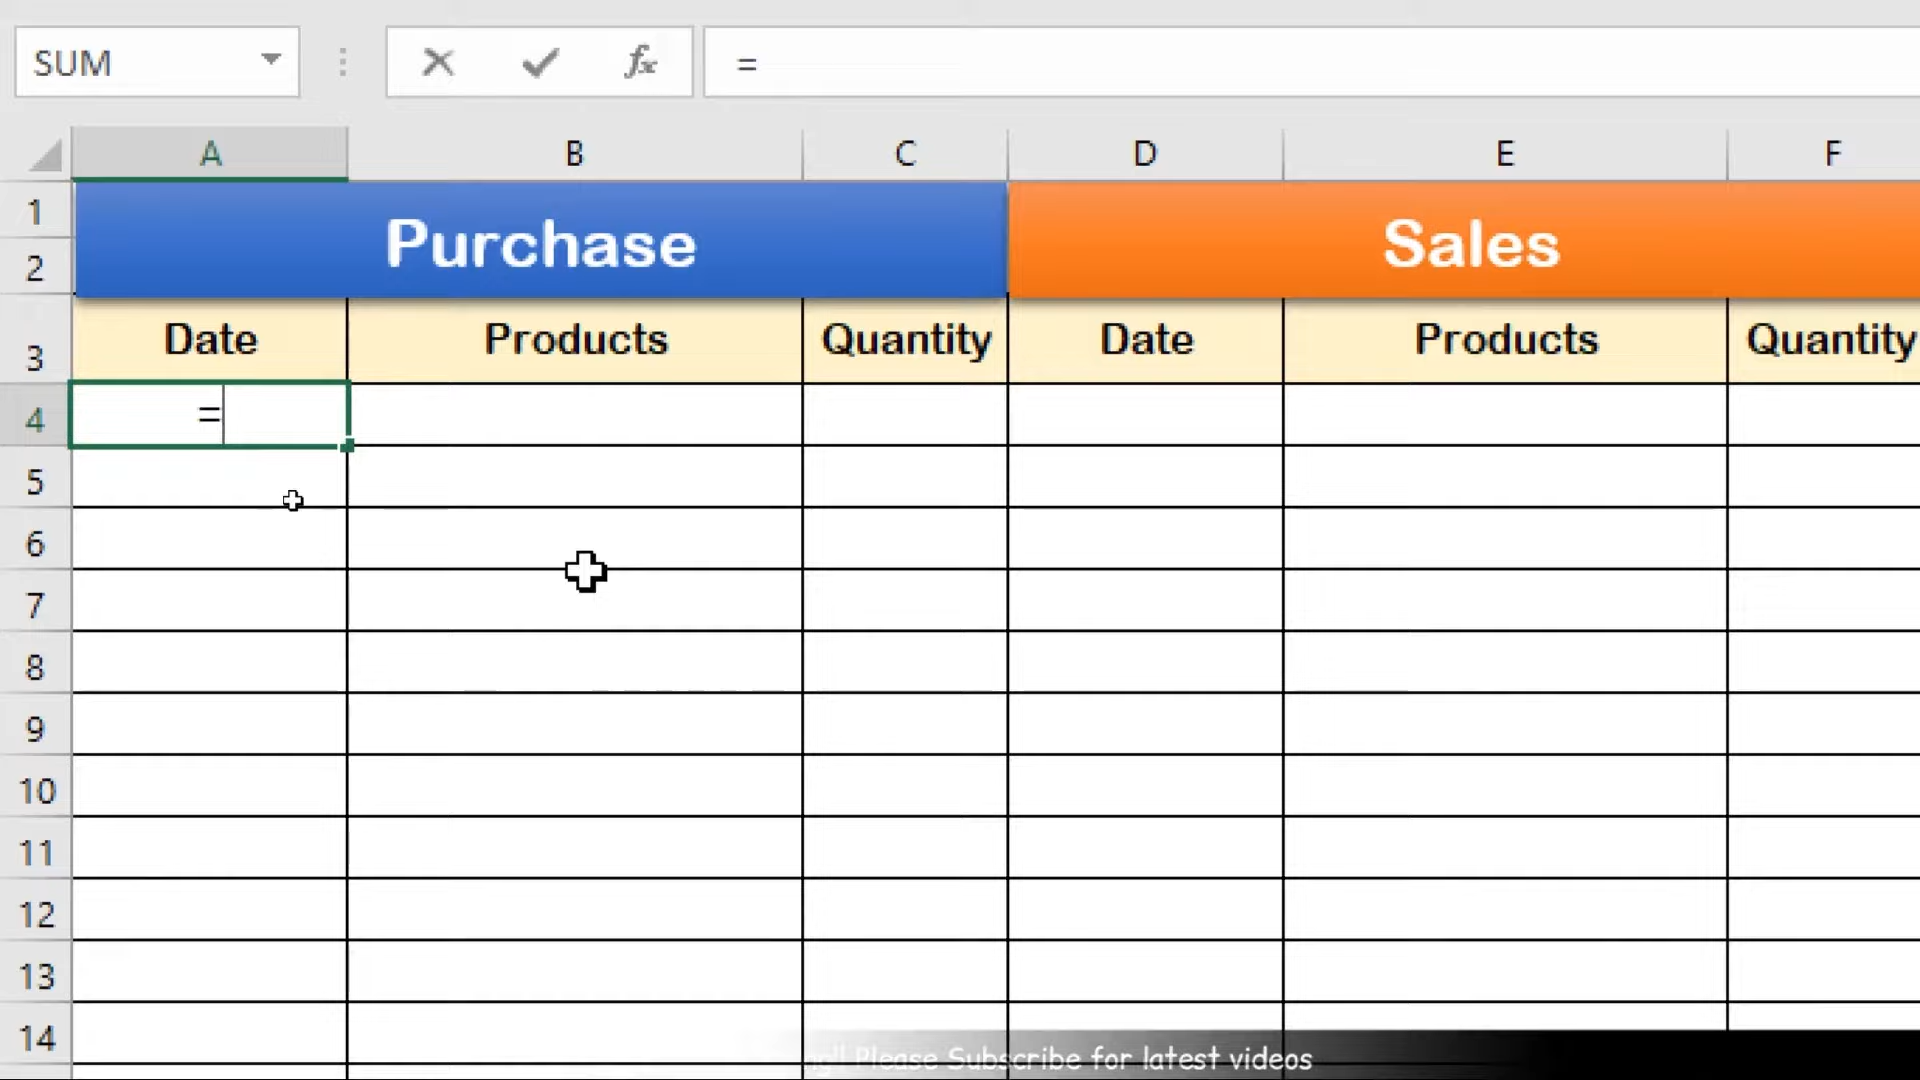 SUM fx =
A B C D E F
1
Purchase Sales
2
3 Date Products Quantity Date Products Quantity
4 =
5
6
7
8
9
10
11
12
13
14
Please Subscribe for latest videos